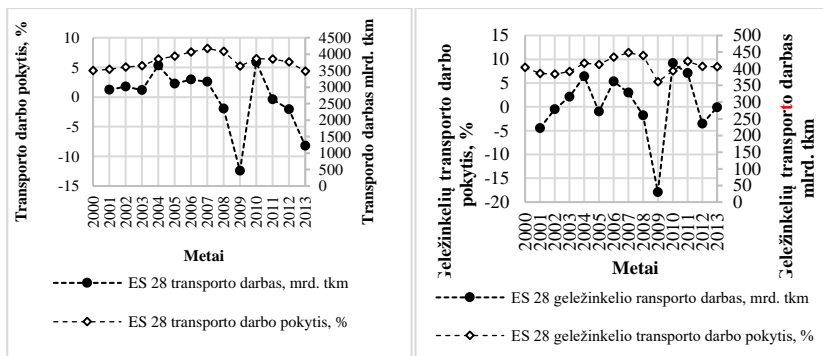 Transporto darbo pokytis, %
10
5
0
-5
-10
-15
4500
4000
3500
3000
2500
2000
1500
1000
500
0
Transpordo darbas mlrd. tkm
2000 2001 2002 2003 2004 2005 2006 2007 2008 2009 2010 2011 2012 2013
Metai
ES 28 transporto darbas, mrd. tkm
ES 28 transporto darbo pokytis, %
Geležinkelių transporto darbo
pokytis, %
15
10
5
0
-5
-10
-15
-20
500
450
400
350
300
250
200
150
100
50
0
Geležinkelių transporto darbas
mlrd. tkm
2000 2001 2002 2003 2004 2005 2006 2007 2008 2009 2010 2011 2012 2013
Metai
ES 28 geležinkelio ransporto darbas, mrd. tkm
ES 28 geležinkelio transporto darbo pokytis, %